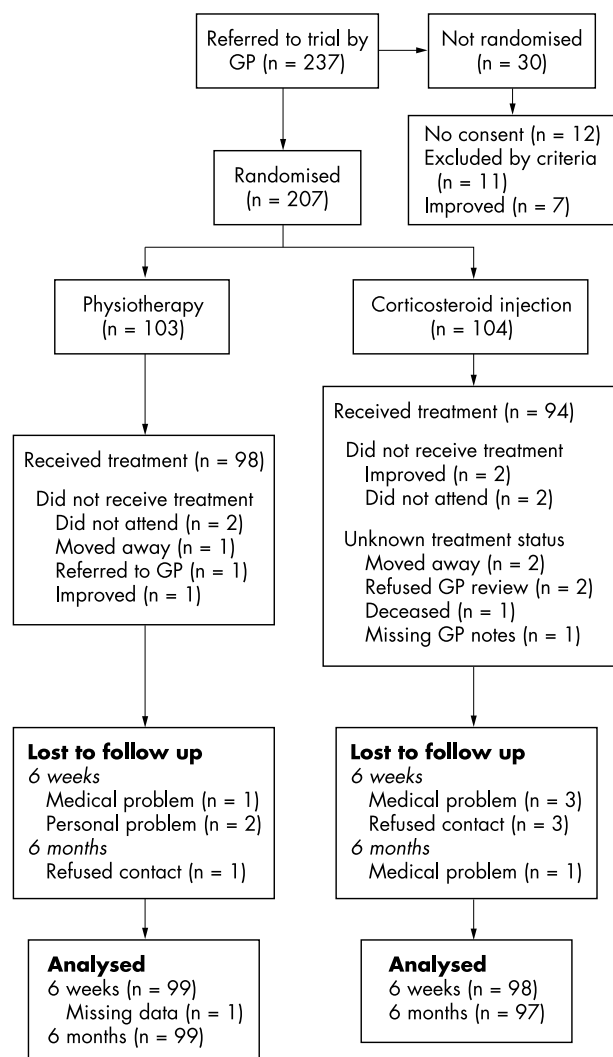 Referred to trial by
GP (n = 237)
Not randomised
(n = 30)
No consent (n = 12)
Excluded by criteria
(n = 11)
Improved (n = 7)
Randomised
(n = 207)
Physiotherapy
(n = 103)
Corticosteroid injection
(n = 104)
Received treatment (n = 98)
Did not receive treatment
Did not attend (n = 2)
Moved away (n = 1)
Referred to GP (n = 1)
Improved (n = 1)
Received treatment (n = 94)
Did not receive treatment
Improved (n = 2)
Did not attend (n = 2)
Unknown treatment status
Moved away (n = 2)
Refused GP review (n = 2)
Deceased (n = 1)
Missing GP notes (n = 1)
Lost to follow up
6 weeks
Medical problem (n = 1)
Personal problem (n = 2)
6 months
Refused contact (n = 1)
Lost to follow up
6 weeks
Medical problem (n = 3)
Refused contact (n = 3)
6 months
Medical problem (n = 1)
Analysed
6 weeks (n = 99)
Missing data (n = 1)
6 months (n = 99)
Analysed
6 weeks (n = 98)
6 months (n = 97)